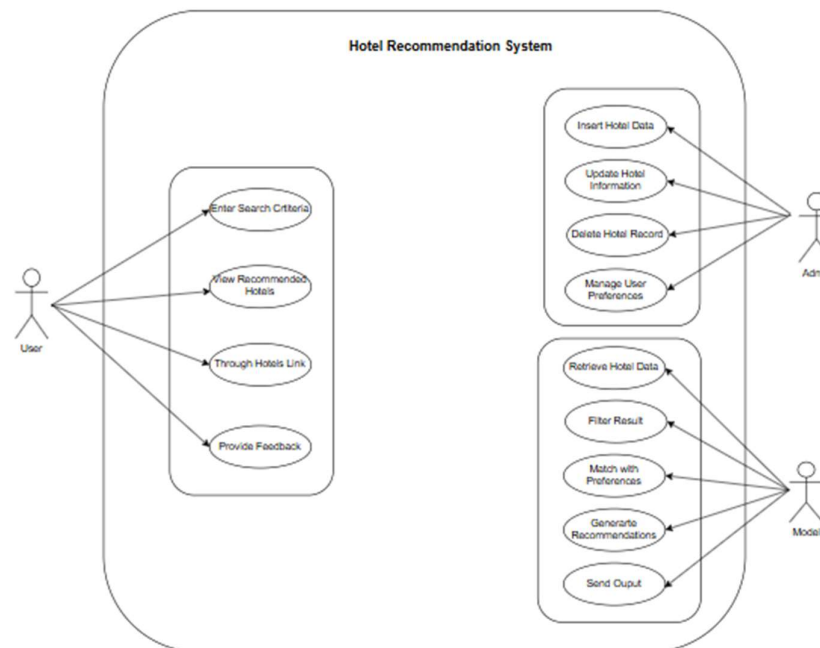 Hotel Recommendation System
Enter Search Crtiteria
View Recommended
Hotels
Through Hotels Link
Provide Feedback
User
Insert Hotel Data
Update Hotel
Information
Delete Hotel Record
Manage User
Preferences
Adm
Retrieve Hotel Data
Filter Result
Match with
Preferences
Generarte
Recommendations
Send Ouput
Model